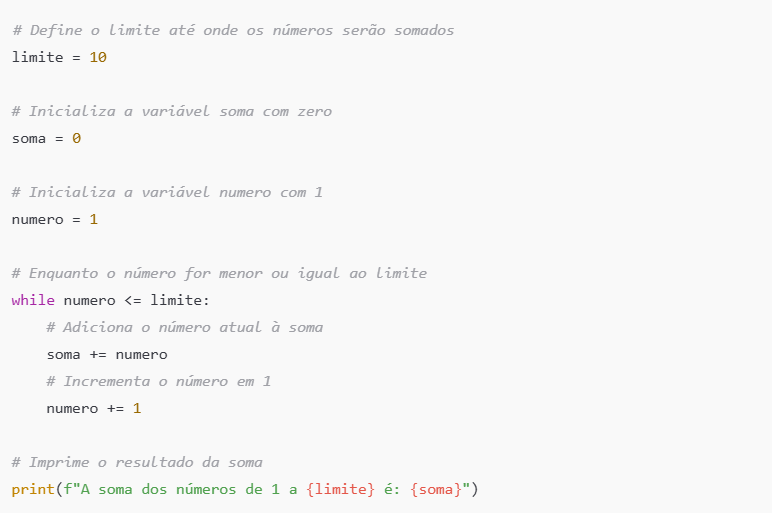 # Define o limite até onde os números serão somados
limite = 10
# Inicializa a variável soma com zero
soma = 0
# Inicializa a variável numero com 1
numero = 1
# Enquanto o número for menor ou igual ao limite
while numero <= limite:
    # Adiciona o número atual à soma
    soma += numero
    # Incrementa o número em 1
    numero += 1
# Imprime o resultado da soma
print(f"A soma dos números de 1 a {limite} é: {soma}")